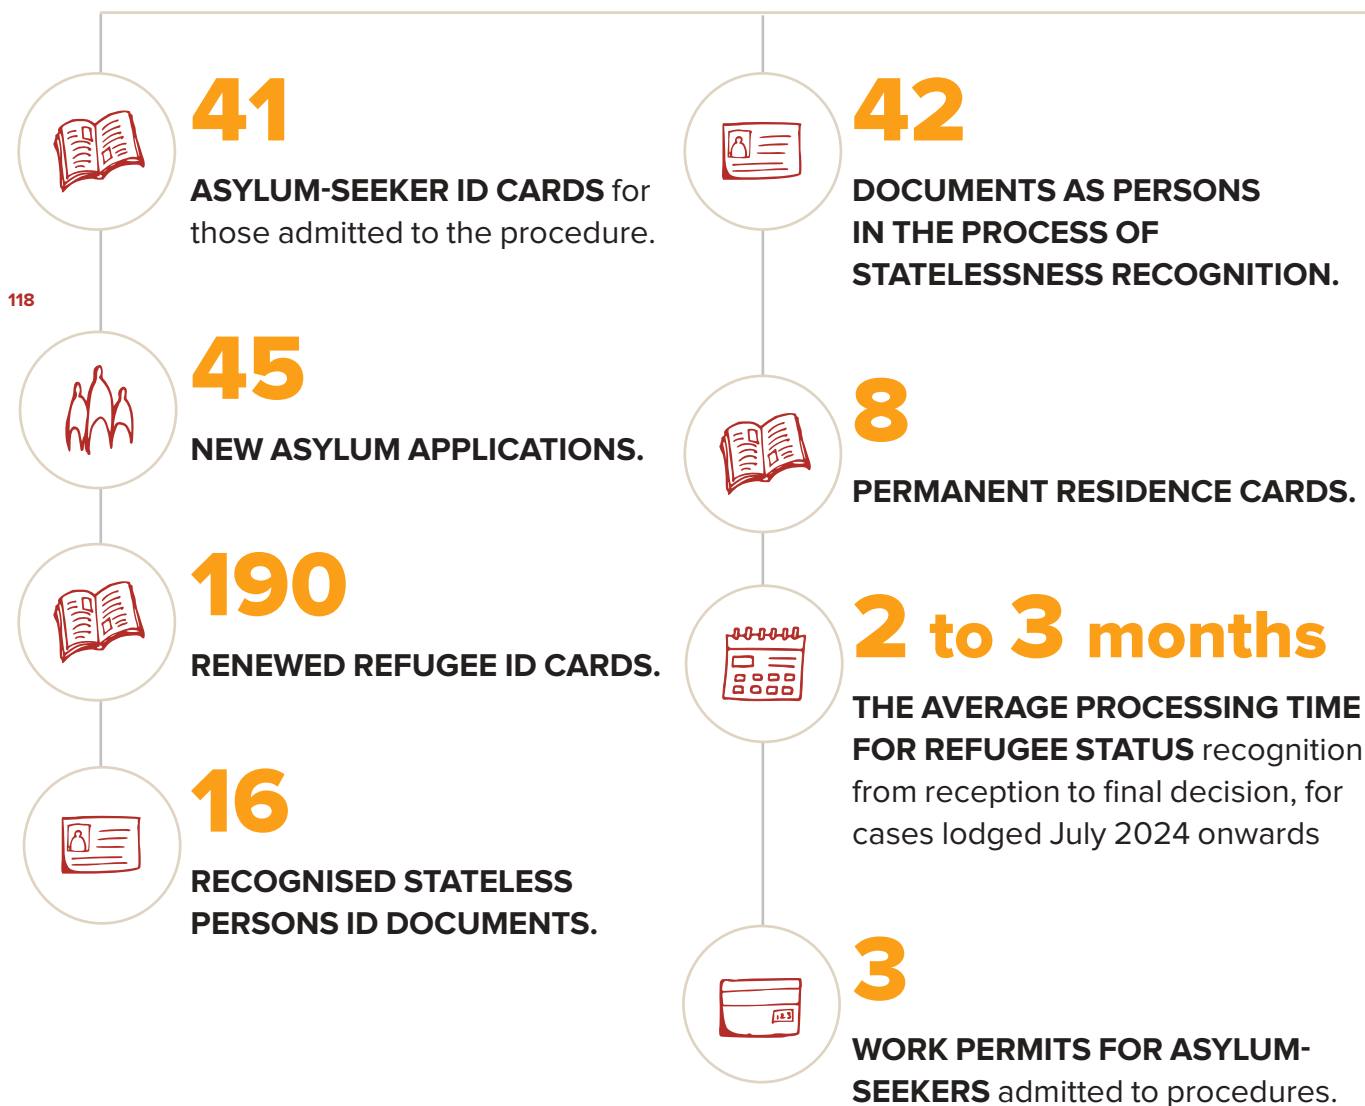 41
ASYLUM-SEEKER ID CARDS for
those admitted to the procedure.
118
45
NEW ASYLUM APPLICATIONS.
190
RENEWED REFUGEE ID CARDS.
16
RECOGNISED STATELESS
PERSONS ID DOCUMENTS.
42
DOCUMENTS AS PERSONS
IN THE PROCESS OF
STATELESSNESS RECOGNITION.
8
PERMANENT RESIDENCE CARDS.
2 to 3 months
THE AVERAGE PROCESSING TIME
FOR REFUGEE STATUS recognition
from reception to final decision, for
cases lodged July 2024 onwards
3
WORK PERMITS FOR ASYLUM-
SEEKERS admitted to procedures.